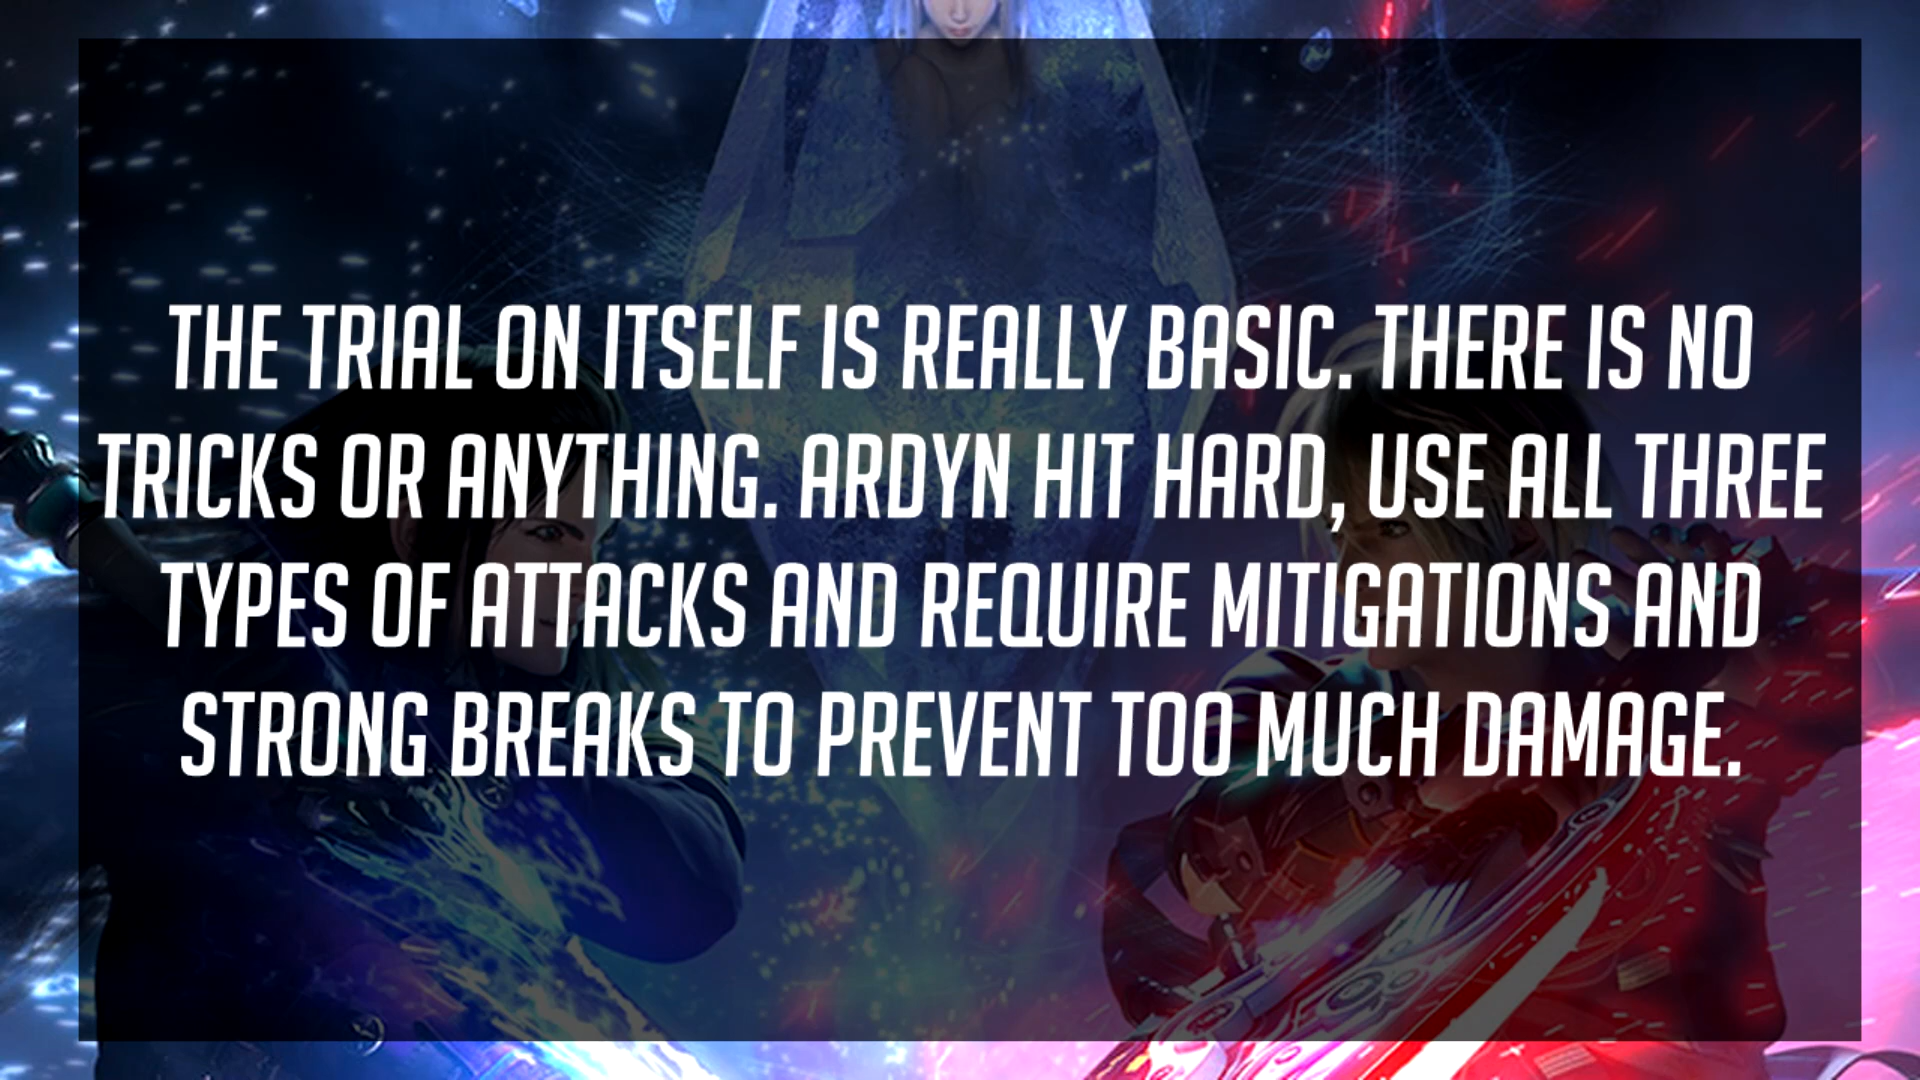 THE TRIAL ON ITSELF IS REALLY BASIC. THERE IS NO
TRICKS OR ANYTHING. ARDYN HIT HARD, USE ALL THREE
TYPES OF ATTACKS AND REQUIRE MITIGATIONS AND
STRONG BREAKS TO PREVENT TOO MUCH DAMAGE.